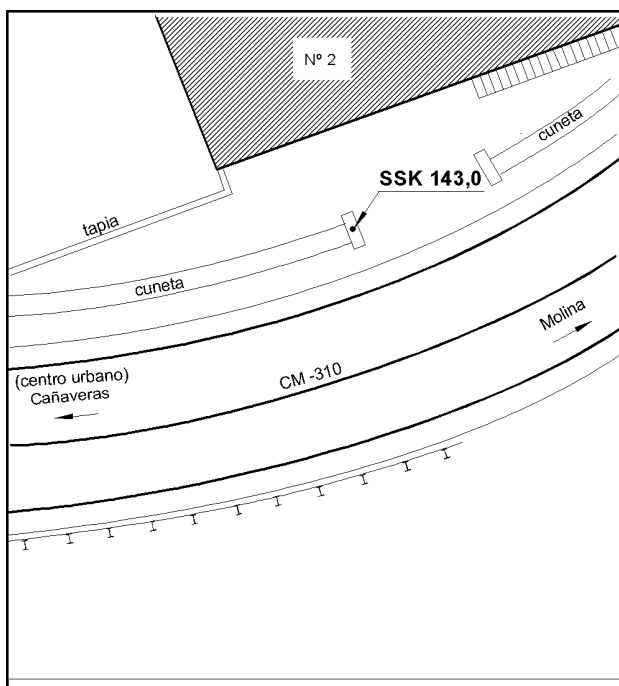 Nº 2
cuneta
SSK 143,0
tapia
cuneta
Molina
(centro urbano)
Cañaveras
CM -310